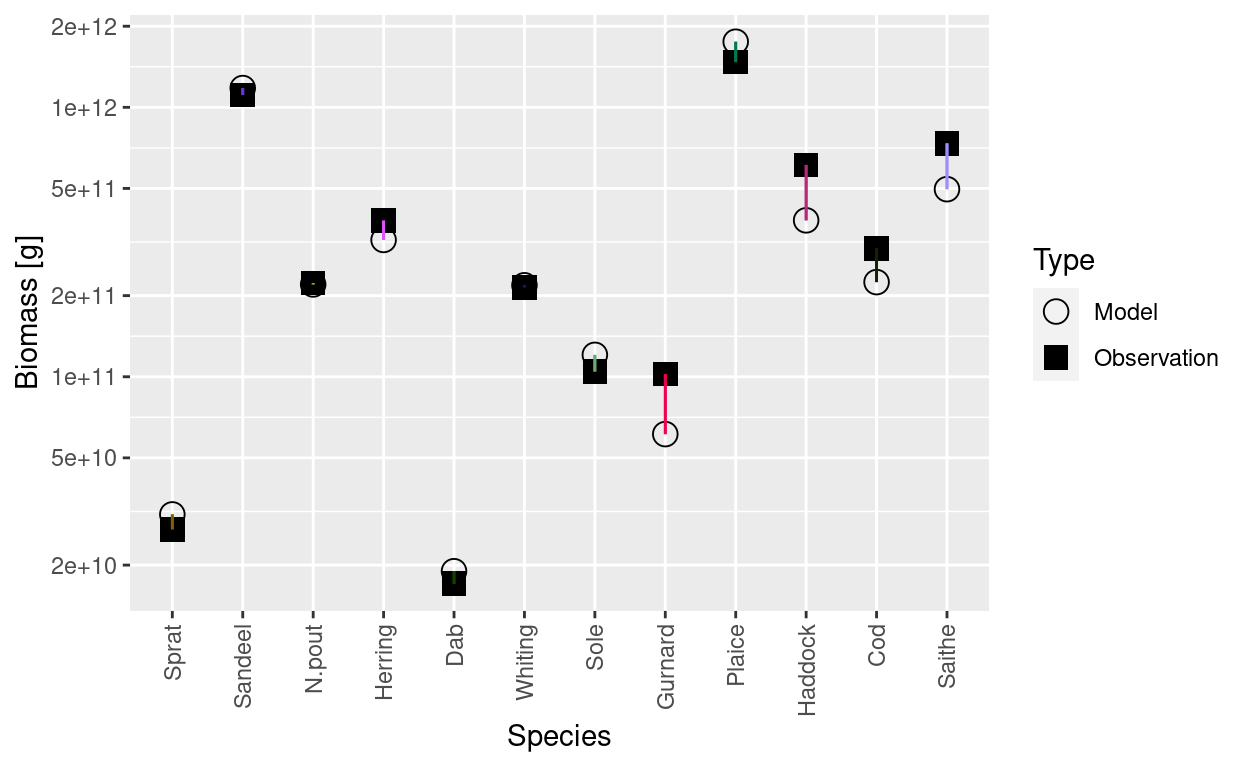 2e+12
1e+12
5e+11
2e+11
1e+11
5e+10
2e+10
Biomass [g]
Sprat
Sandeel
N.pout
Herring
Dab
Whiting
Sole
Gurnard
Plaice
Haddock
Cod
Saithe
Species
Type
Model
Observation